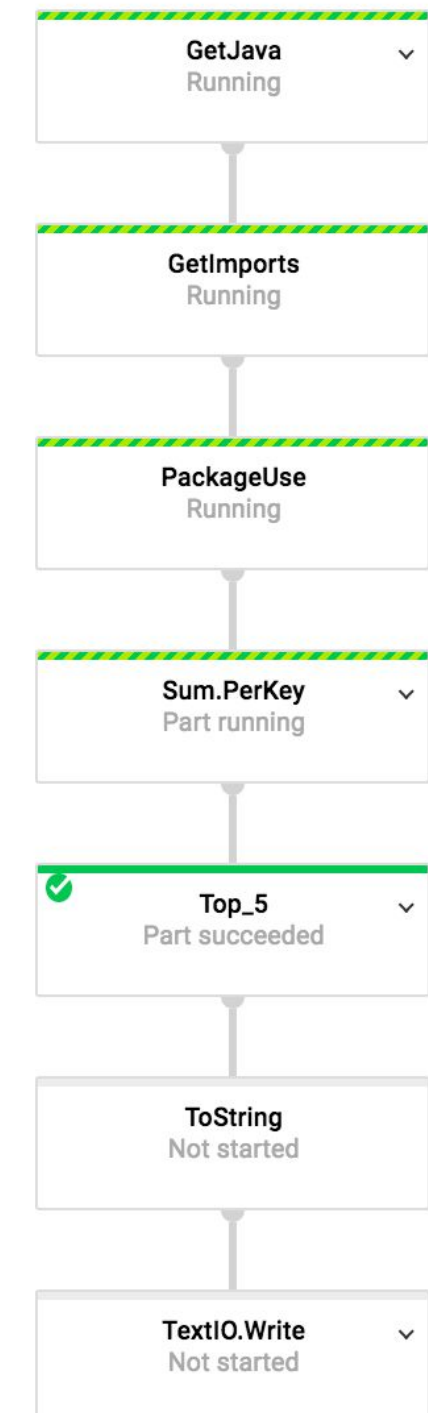 GetJava
Running
GetImports
Running
PackageUse
Running
Sum.PerKey
Part running
Top_5
Part succeeded
ToString
Not started
TextIO.Write
Not started